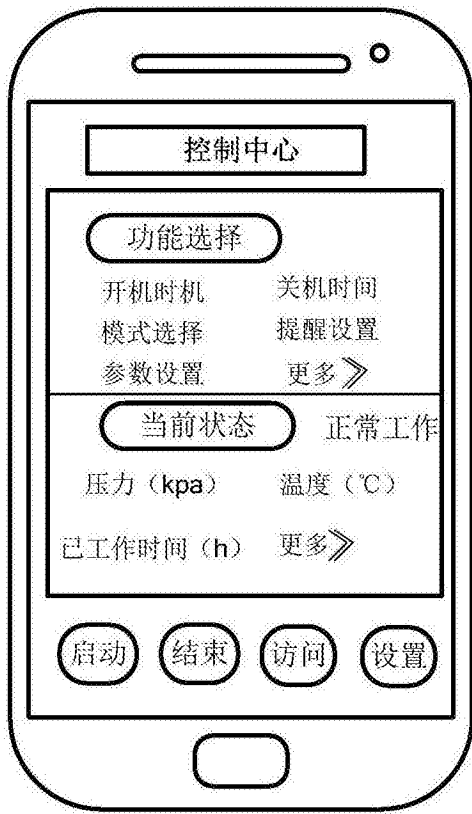 控制中心
功能选择
开机时机 关机时间
模式选择 提醒设置
参数设置 更多
当前状态 正常工作
压力（kpa） 温度（℃）
已工作时间（h） 更多
启动 结束 访问 设置